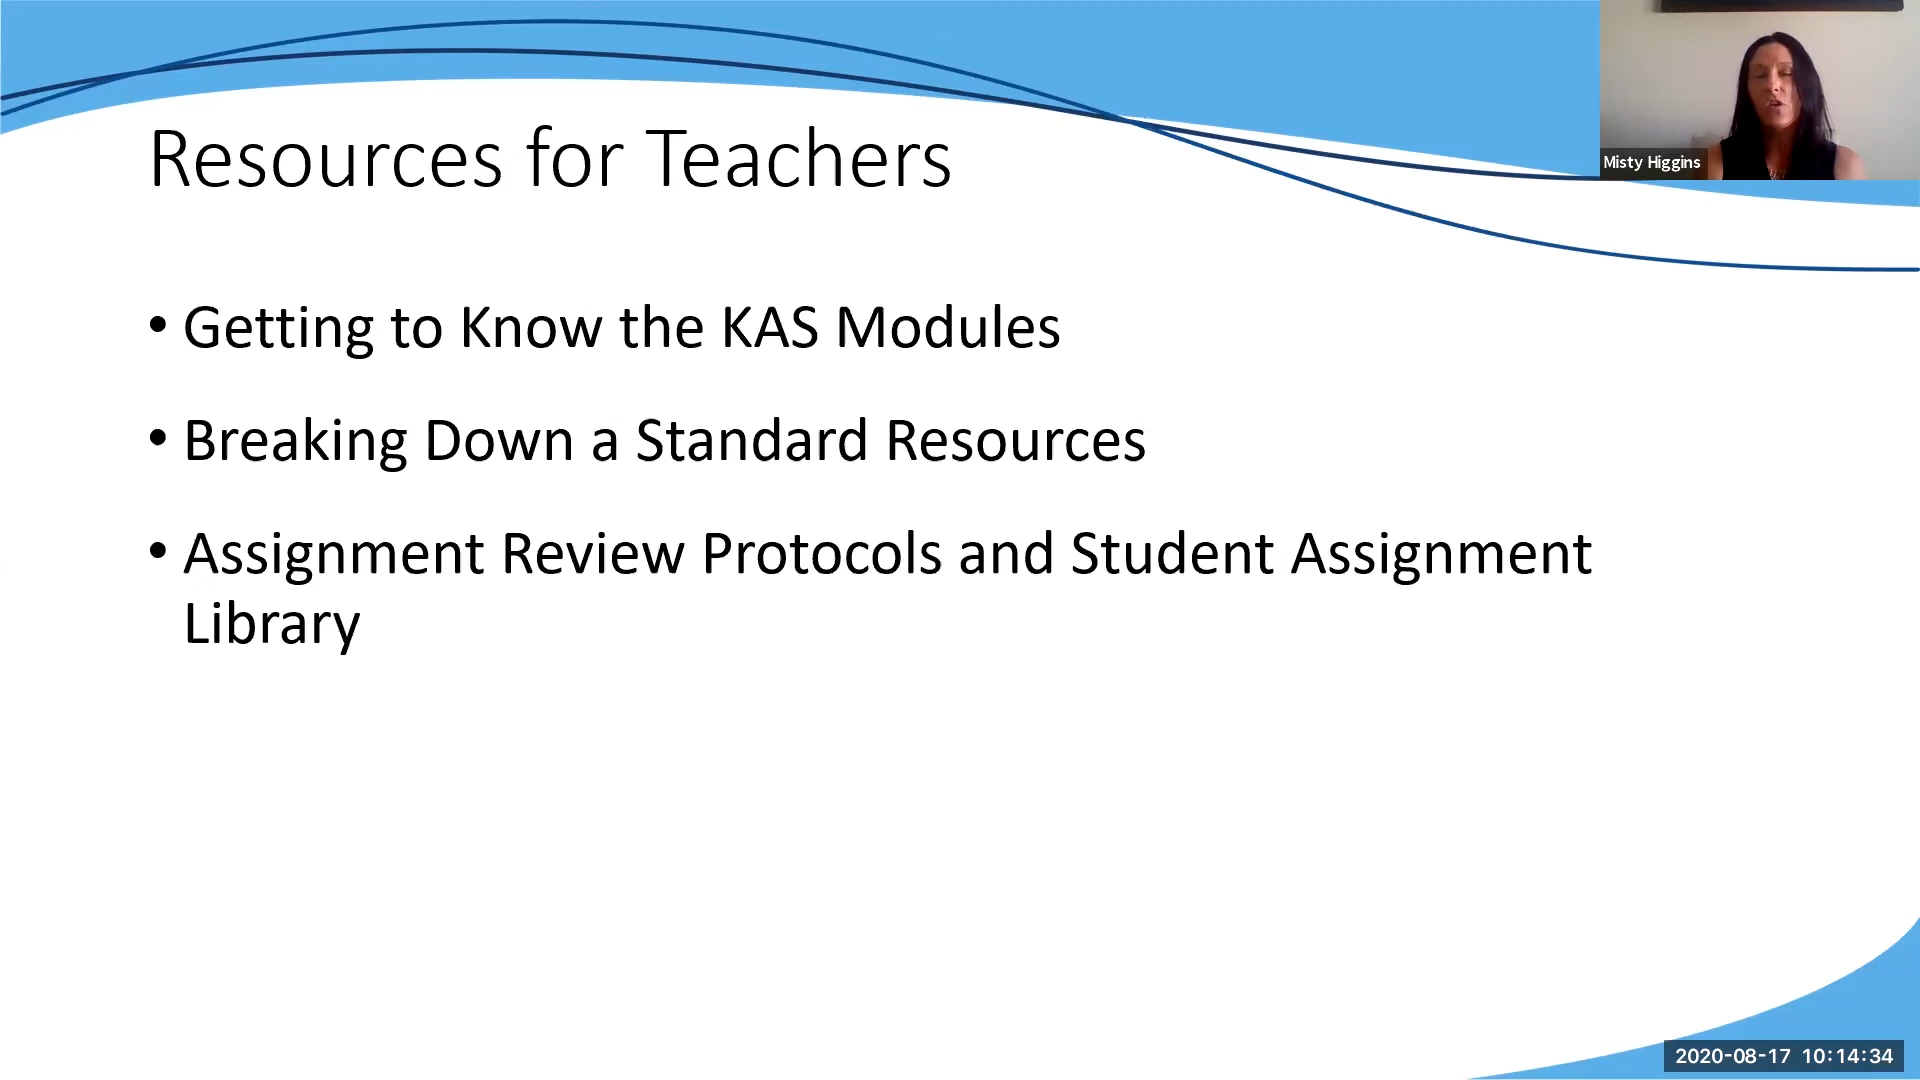 Misty Higgins
Resources for Teachers
• Getting to Know the KAS Modules
• Breaking Down a Standard Resources
• Assignment Review Protocols and Student Assignment
Library
2020-08-17 10:14:34